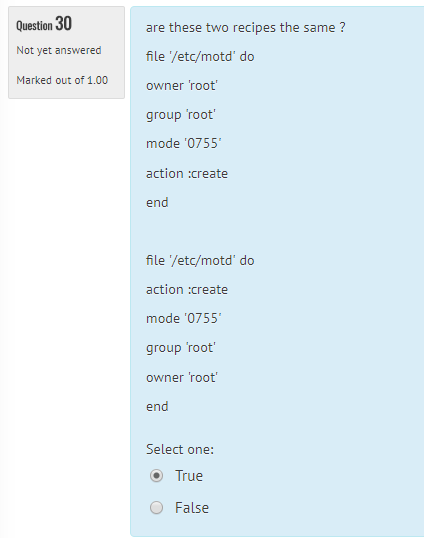 Question 30
Not yet answered
Marked out of 1.00
are these two recipes the same ?
file '/etc/motd' do
owner 'root'
group 'root'
mode '0755'
action :create
end
file '/etc/motd' do
action :create
mode '0755'
group 'root'
owner 'root'
end
Select one:
True
False